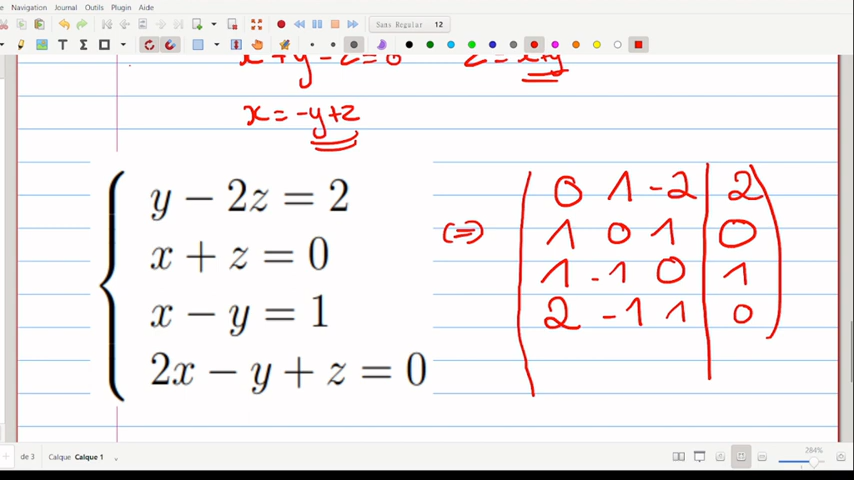 Navigation Journal Outils Plugin Aide
Sans Regular 12
x + y - z = 0 z = x+y
x = -y+z
y − 2z = 2
x + z = 0
x − y = 1
2x − y + z = 0
⇔
0 1 -2 | 2
1 0 1 | 0
1 -1 0 | 1
2 -1 1 | 0
de 3 Calque Calque 1 284%